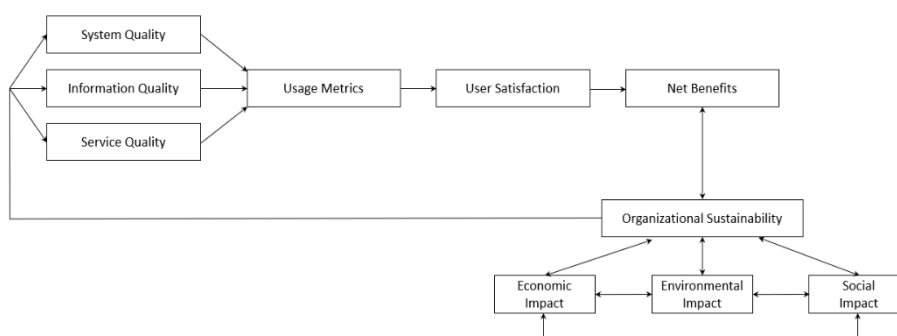 System Quality
Information Quality
Usage Metrics
User Satisfaction
Net Benefits
Service Quality
Organizational Sustainability
Economic
Impact
Environmental
Impact
Social
Impact